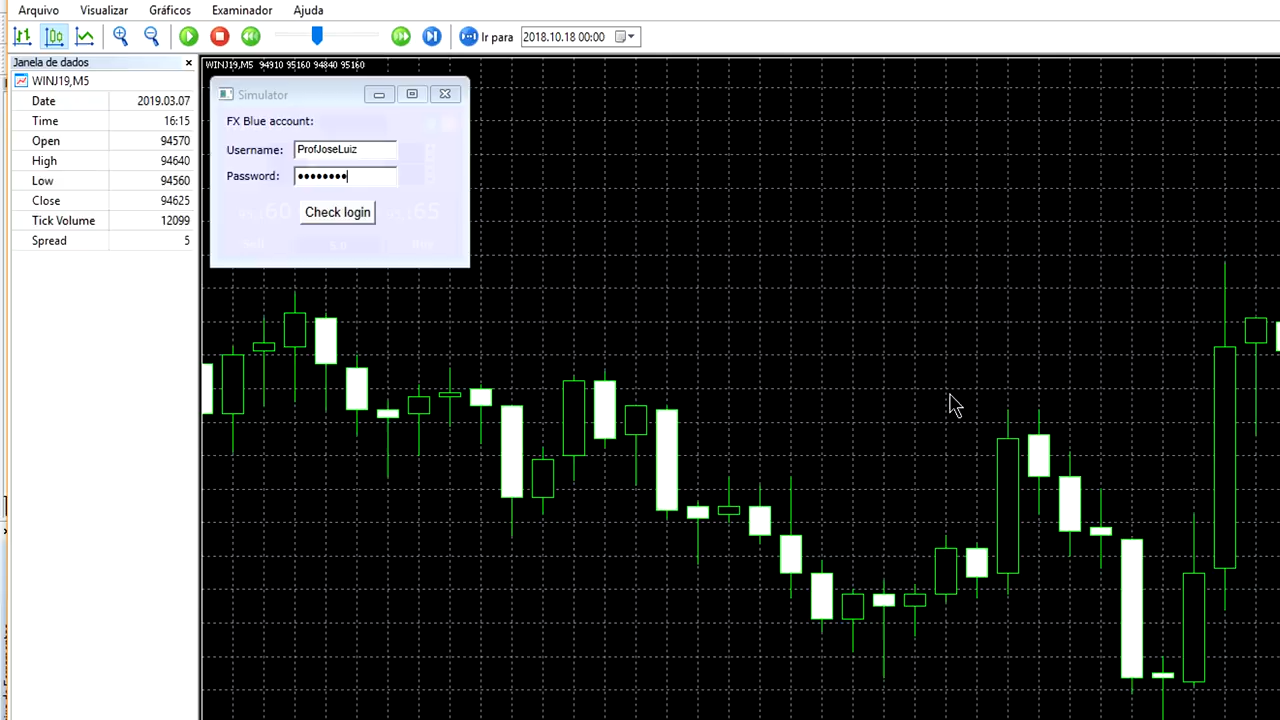 Arquivo Visualizar Gráficos Examinador Ajuda
Ir para 2018.10.18 00:00
Janela de dados
WINJ19,M5
Date 2019.03.07
Time 16:15
Open 94570
High 94640
Low 94560
Close 94625
Tick Volume 12099
Spread 5
WINJ19,M5 94910 95160 94840 95160
Simulator
FX Blue account:
Username: ProfJoseLuiz
Password: ••••••••
Check login